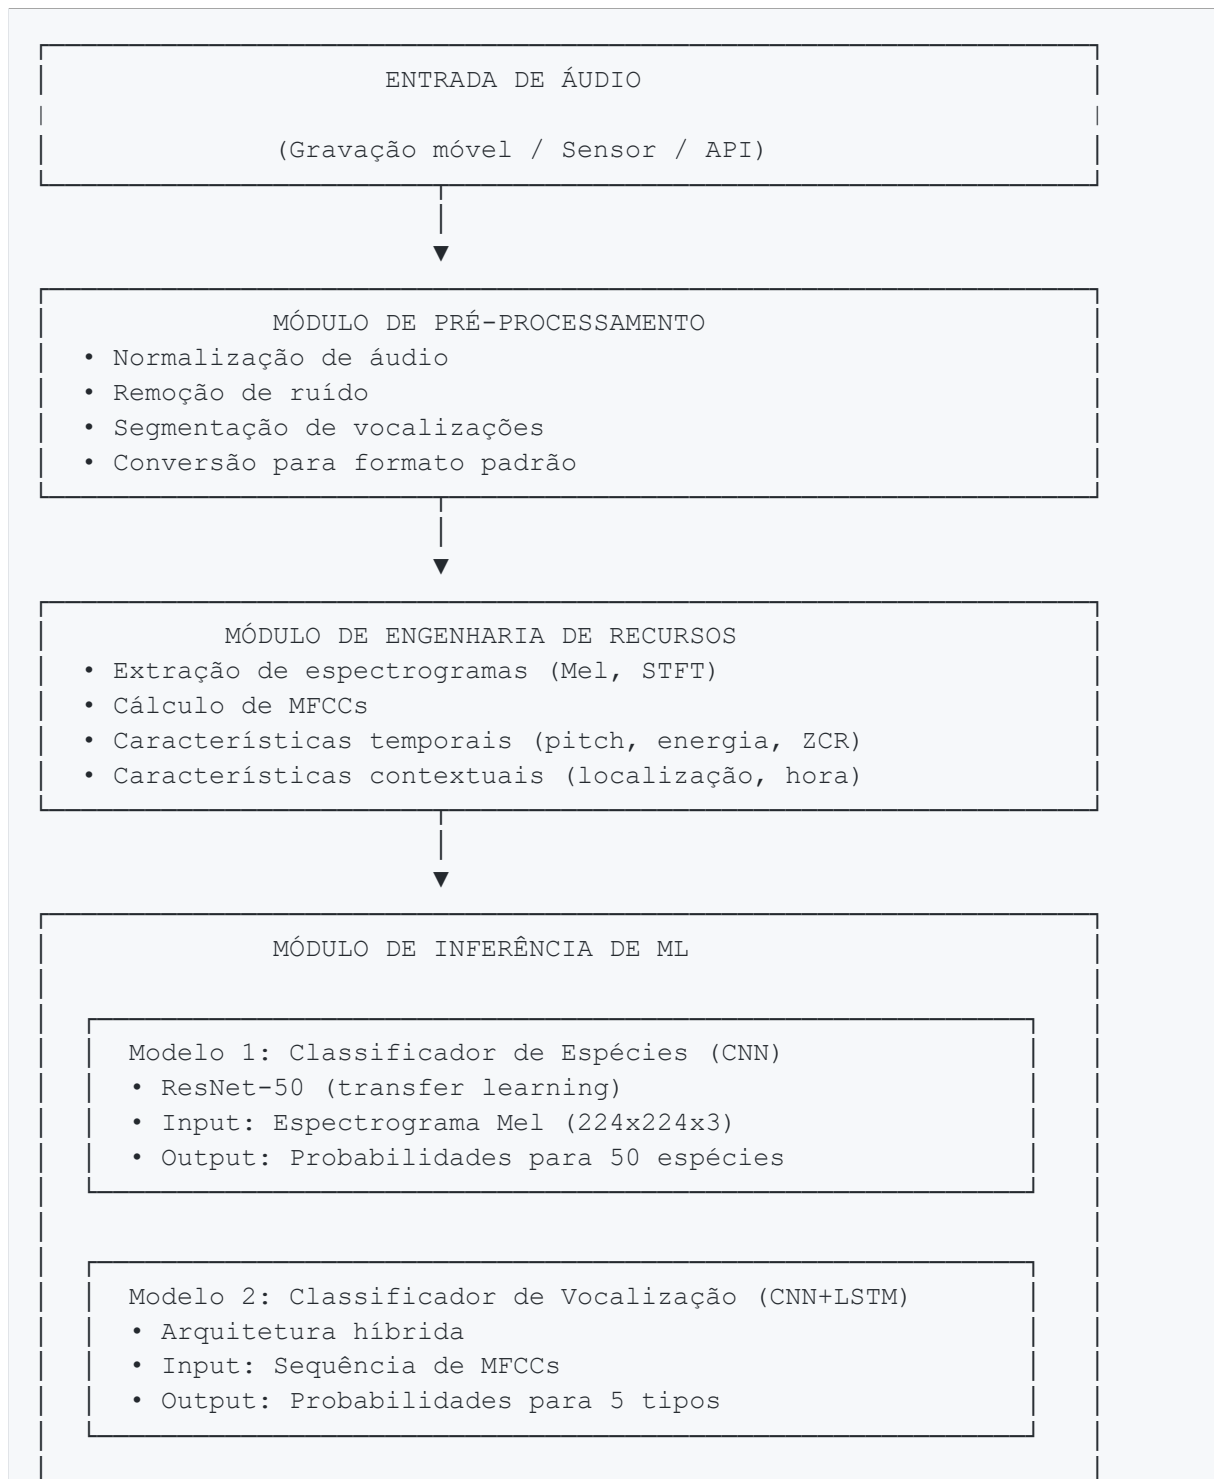 ENTRADA DE ÁUDIO
(Gravação móvel / Sensor / API)
▼
MÓDULO DE PRÉ-PROCESSAMENTO
• Normalização de áudio
• Remoção de ruído
• Segmentação de vocalizações
• Conversão para formato padrão
▼
MÓDULO DE ENGENHARIA DE RECURSOS
• Extração de espectrogramas (Mel, STFT)
• Cálculo de MFCCs
• Características temporais (pitch, energia, ZCR)
• Características contextuais (localização, hora)
▼
MÓDULO DE INFERÊNCIA DE ML
Modelo 1: Classificador de Espécies (CNN)
• ResNet-50 (transfer learning)
• Input: Espectrograma Mel (224x224x3)
• Output: Probabilidades para 50 espécies
Modelo 2: Classificador de Vocalização (CNN+LSTM)
• Arquitetura híbrida
• Input: Sequência de MFCCs
• Output: Probabilidades para 5 tipos